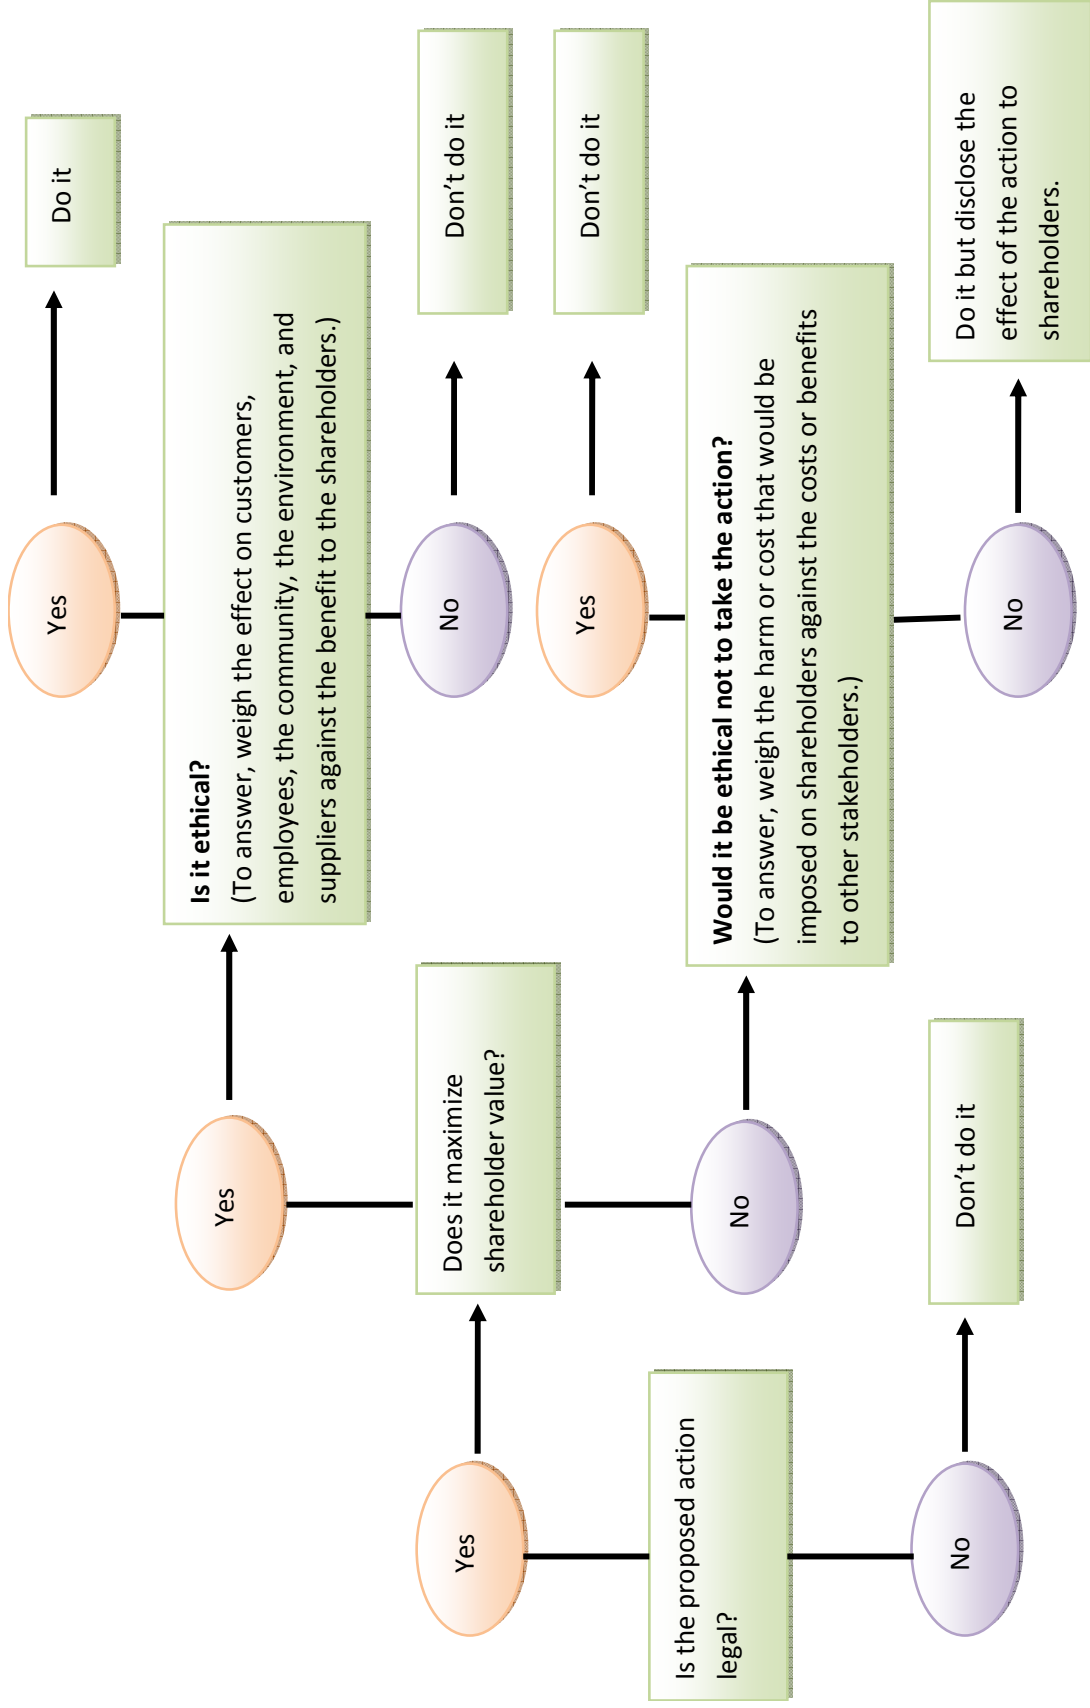 Is the proposed action
legal?
Yes
No
Does it maximize
shareholder value?
Don't do it
Yes
No
Is it ethical?
(To answer, weigh the effect on customers,
employees, the community, the environment, and
suppliers against the benefit to the shareholders.)
Would it be ethical not to take the action?
(To answer, weigh the harm or cost that would be
imposed on shareholders against the costs or benefits
to other stakeholders.)
Yes
No
Yes
No
Do it
Don’t do it
Don’t do it
Do it but disclose the
effect of the action to
shareholders.